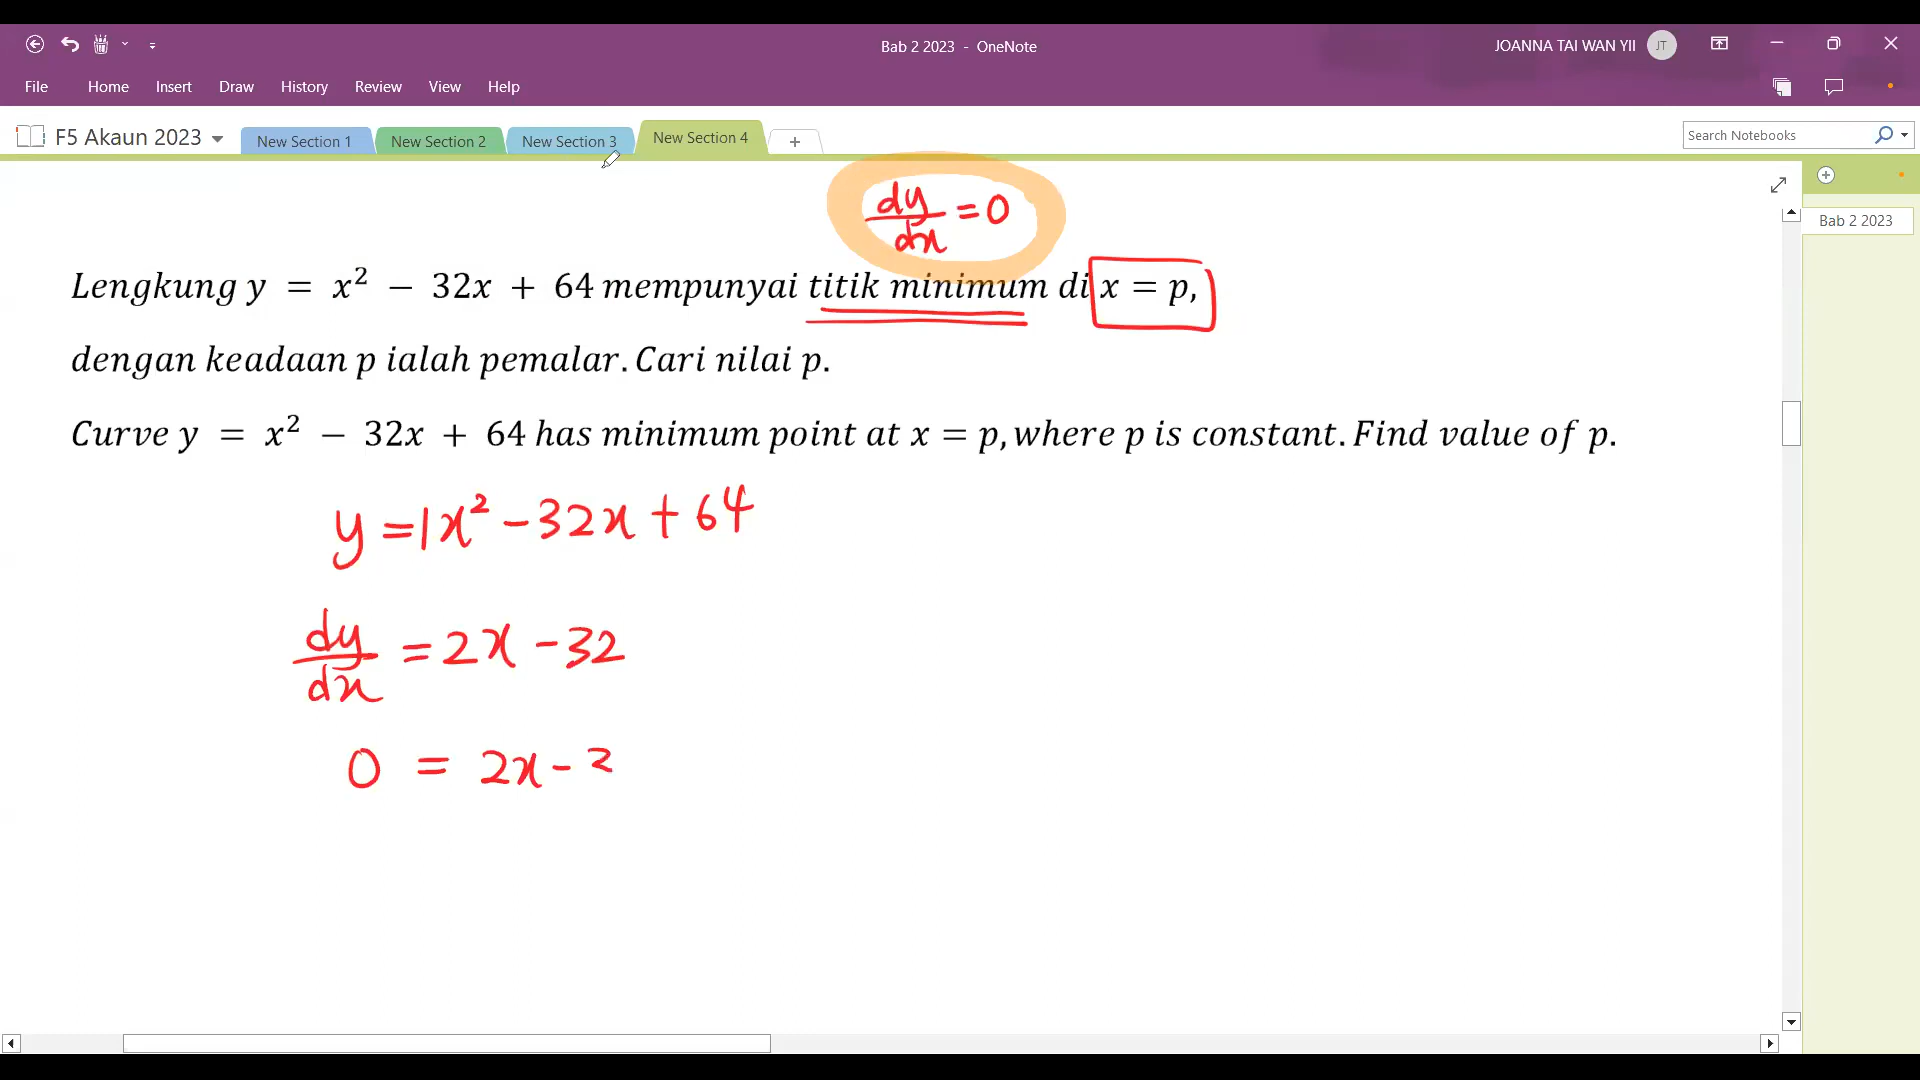 Bab 2 2023 - OneNote
JOANNA TAI WAN YII JT
File Home Insert Draw History Review View Help
F5 Akaun 2023 New Section 1 New Section 2 New Section 3 New Section 4 +
Search Notebooks
Bab 2 2023
dy/dx = 0
Lengkung y = x² − 32x + 64 mempunyai titik minimum di x = p,
dengan keadaan p ialah pemalar. Cari nilai p.
Curve y = x² − 32x + 64 has minimum point at x = p, where p is constant. Find value of p.
y = 1x² − 32x + 64
dy/dx = 2x − 32
0 = 2x −